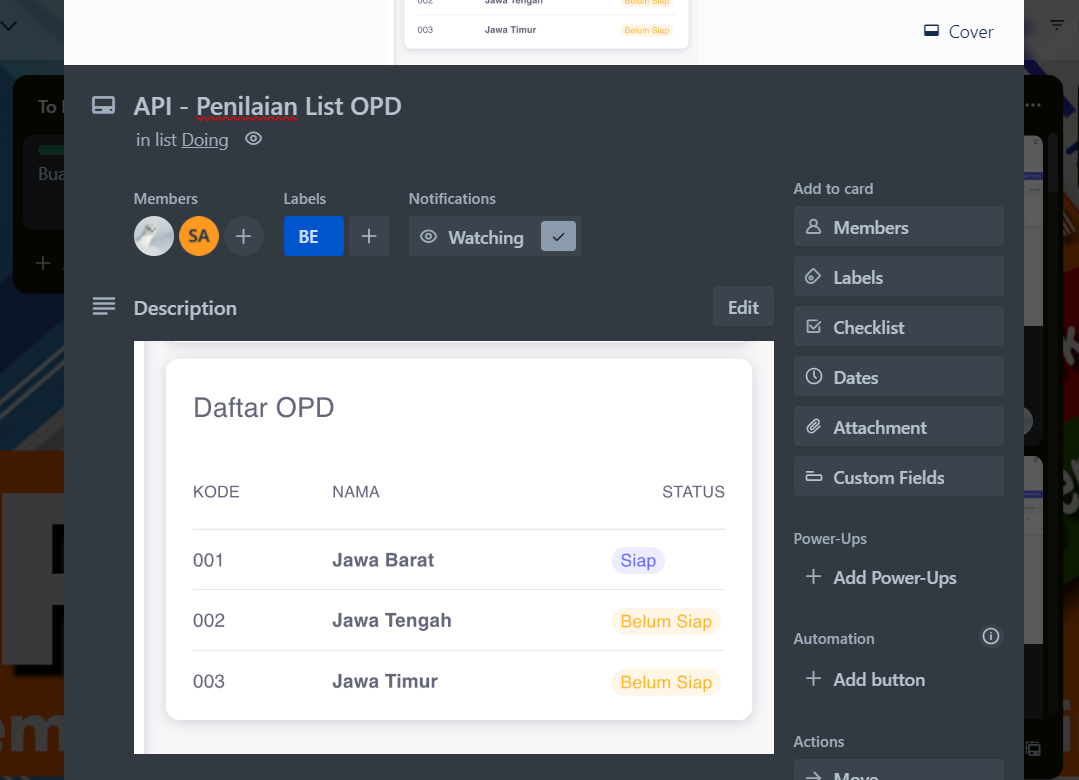 002 Jawa Tengah Belum Siap
003 Jawa Timur Belum Siap
Cover
API - Penilaian List OPD
in list Doing
Members
Labels
Notifications
SA
BE
Watching
Description
Edit
Daftar OPD
KODE NAMA STATUS
001 Jawa Barat Siap
002 Jawa Tengah Belum Siap
003 Jawa Timur Belum Siap
Add to card
Members
Labels
Checklist
Dates
Attachment
Custom Fields
Power-Ups
Add Power-Ups
Automation
Add button
Actions
Move
To
Bua